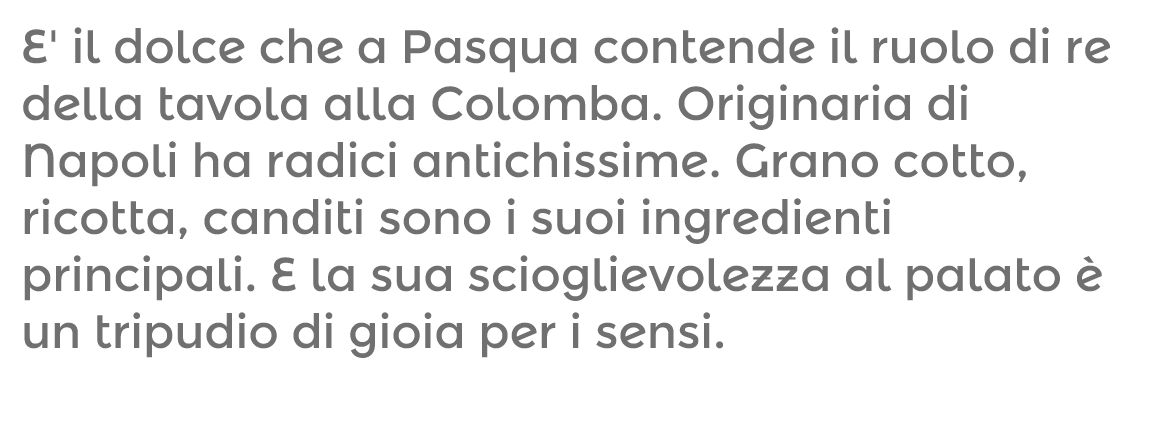 E' il dolce che a Pasqua contende il ruolo di re
della tavola alla Colomba. Originaria di
Napoli ha radici antichissime. Grano cotto,
ricotta, canditi sono i suoi ingredienti
principali. E la sua scioglievolezza al palato è
un tripudio di gioia per i sensi.